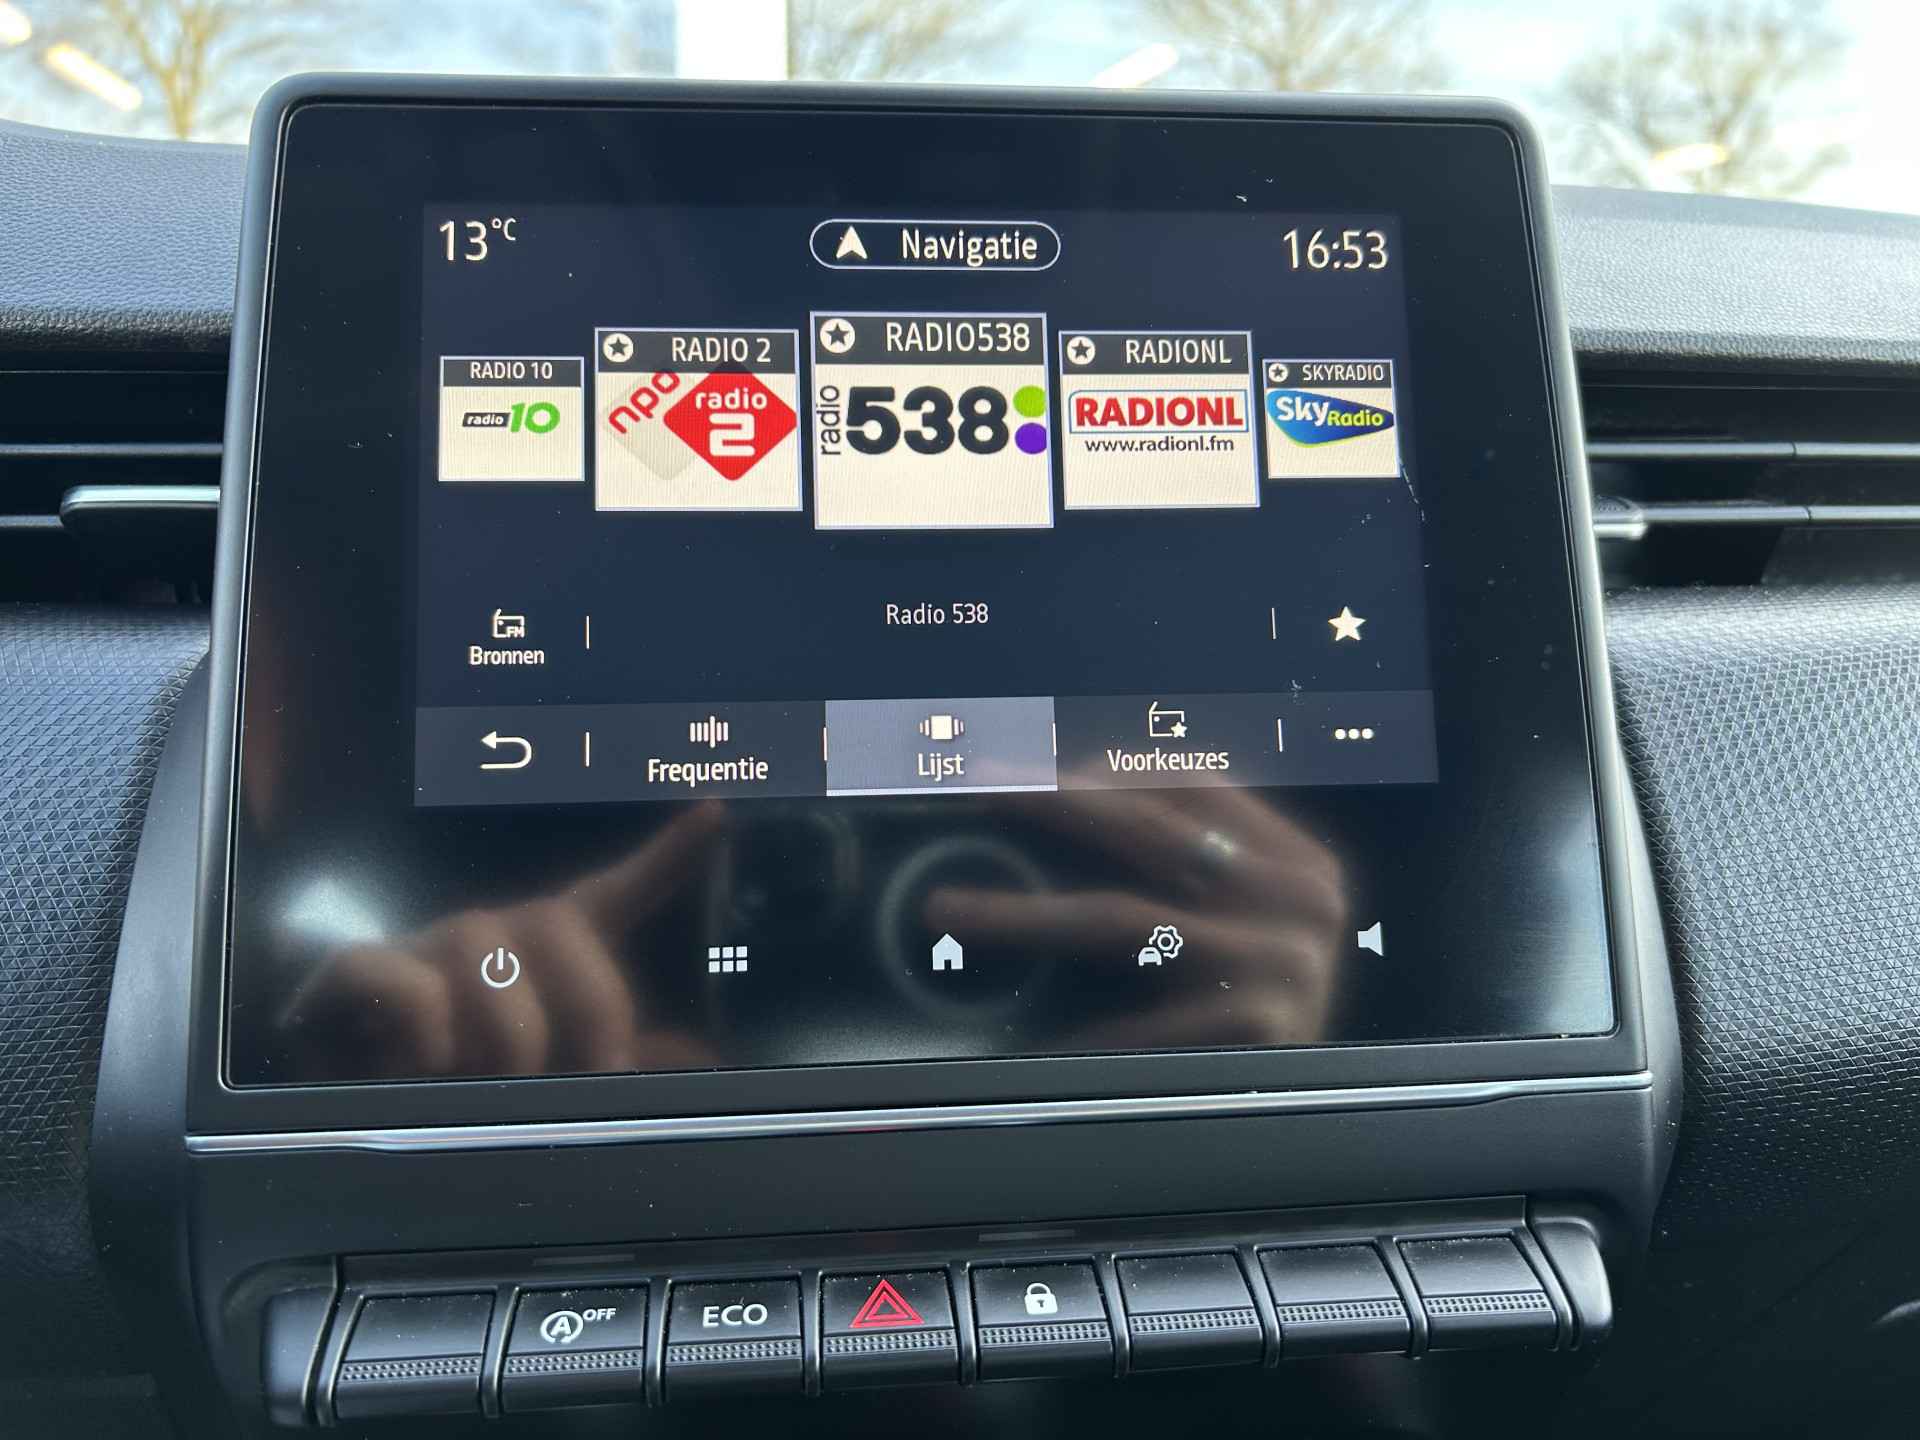 13°C
Navigatie
16:53
RADIO 10
RADIO 2
RADIO538
RADIONL
SKYRADIO
radio 10
npo radio 2
radio 538
RADIONL
www.radionl.fm
Sky Radio
Radio 538
FM
Bronnen
Frequentie
Lijst
Voorkeuzes
A OFF
ECO